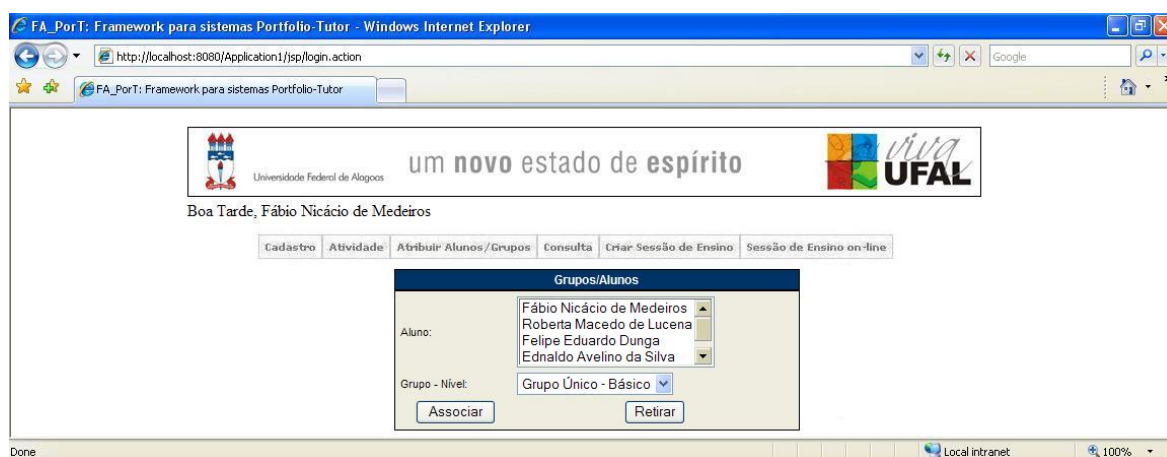 FA_PorT: Framework para sistemas Portfolio-Tutor - Windows Internet Explorer
http://localhost:8080/Application1/jsp/login.action
Google
FA_PorT: Framework para sistemas Portfolio-Tutor
Universidade Federal de Alagoas
um novo estado de espírito
viva
UFAL
Boa Tarde, Fábio Nicácio de Medeiros
Cadastro Atividade Atribuir Alunos/Grupos Consulta Criar Sessão de Ensino Sessão de Ensino on-line
Grupos/Alunos
Aluno:
Fábio Nicácio de Medeiros
Roberta Macedo de Lucena
Felipe Eduardo Dunga
Ednaldo Avelino da Silva
Grupo - Nível: Grupo Único - Básico
Associar Retirar
Done Local intranet 100%